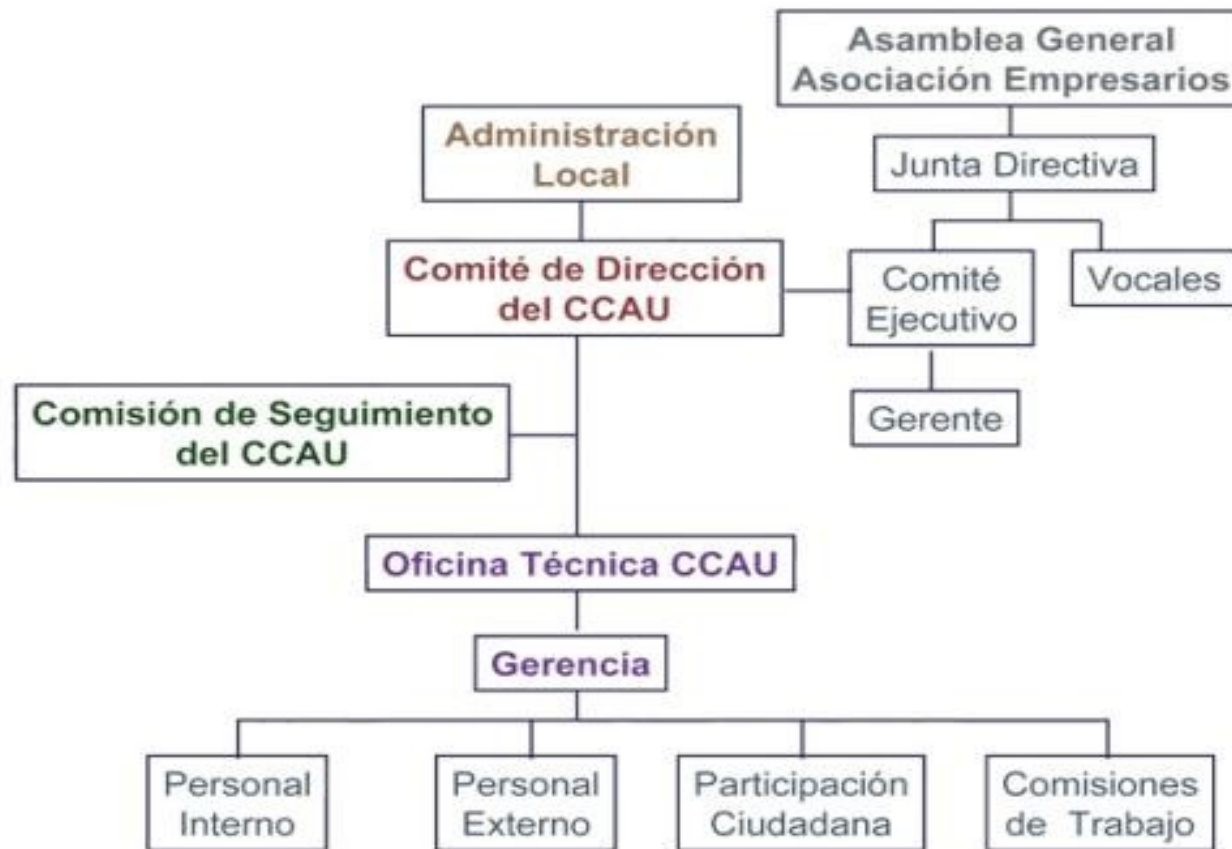 Asamblea General
Asociación Empresarios
Administración
Local
Junta Directiva
Comité de Dirección
del CCAU
Comité
Ejecutivo
Vocales
Comisión de Seguimiento
del CCAU
Gerente
Oficina Técnica CCAU
Gerencia
Personal
Interno
Personal
Externo
Participación
Ciudadana
Comisiones
de Trabajo